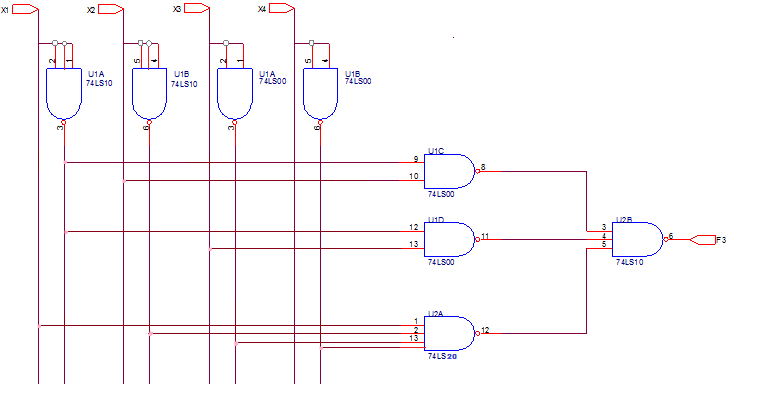 X1 X2 X3 X4
2 1 5 4 2 1 5 4
U1A U1B U1A U1B
74LS10 74LS10 74LS00 74LS00
3 6 3 6
U1C
9 8
10
74LS00
U1D U2B
12 11 3
4 6 F3
13 5
74LS00 74LS10
U2A
1
2 12
13
74LS20